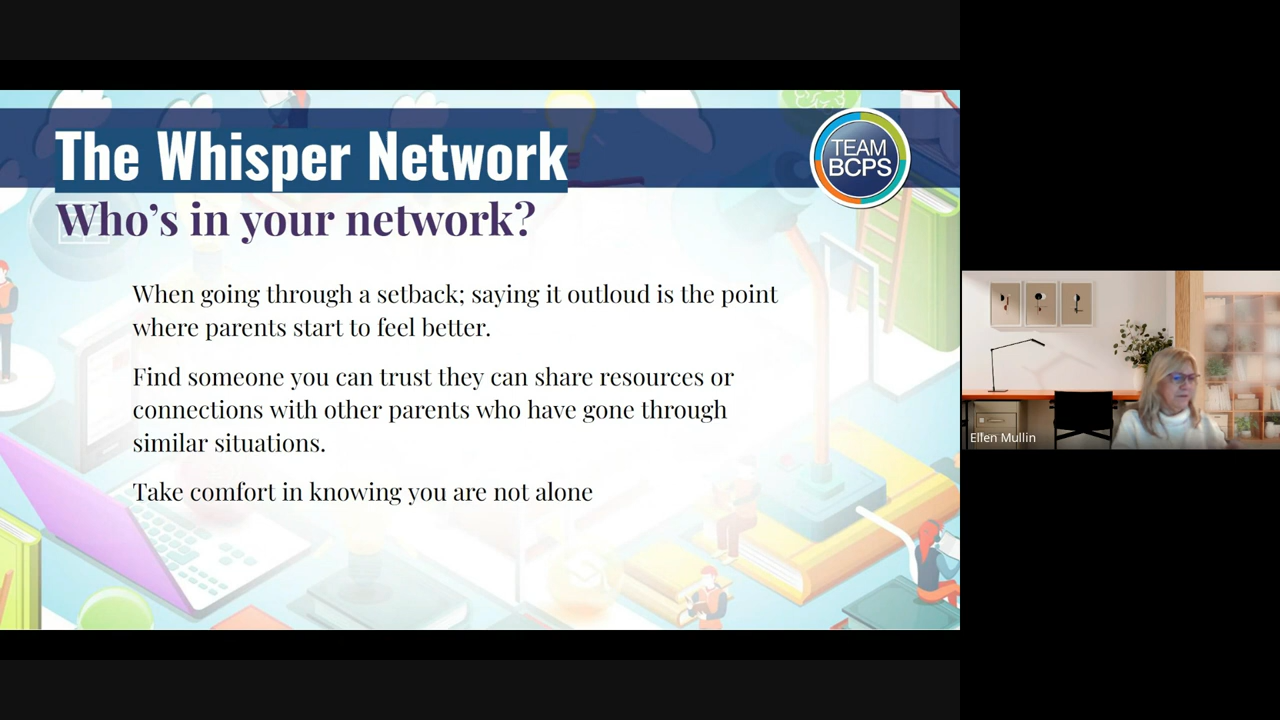 The Whisper Network
TEAM
BCPS
Who's in your network?
When going through a setback; saying it outloud is the point
where parents start to feel better.
Find someone you can trust they can share resources or
connections with other parents who have gone through
similar situations.
Take comfort in knowing you are not alone
Ellen Mullin